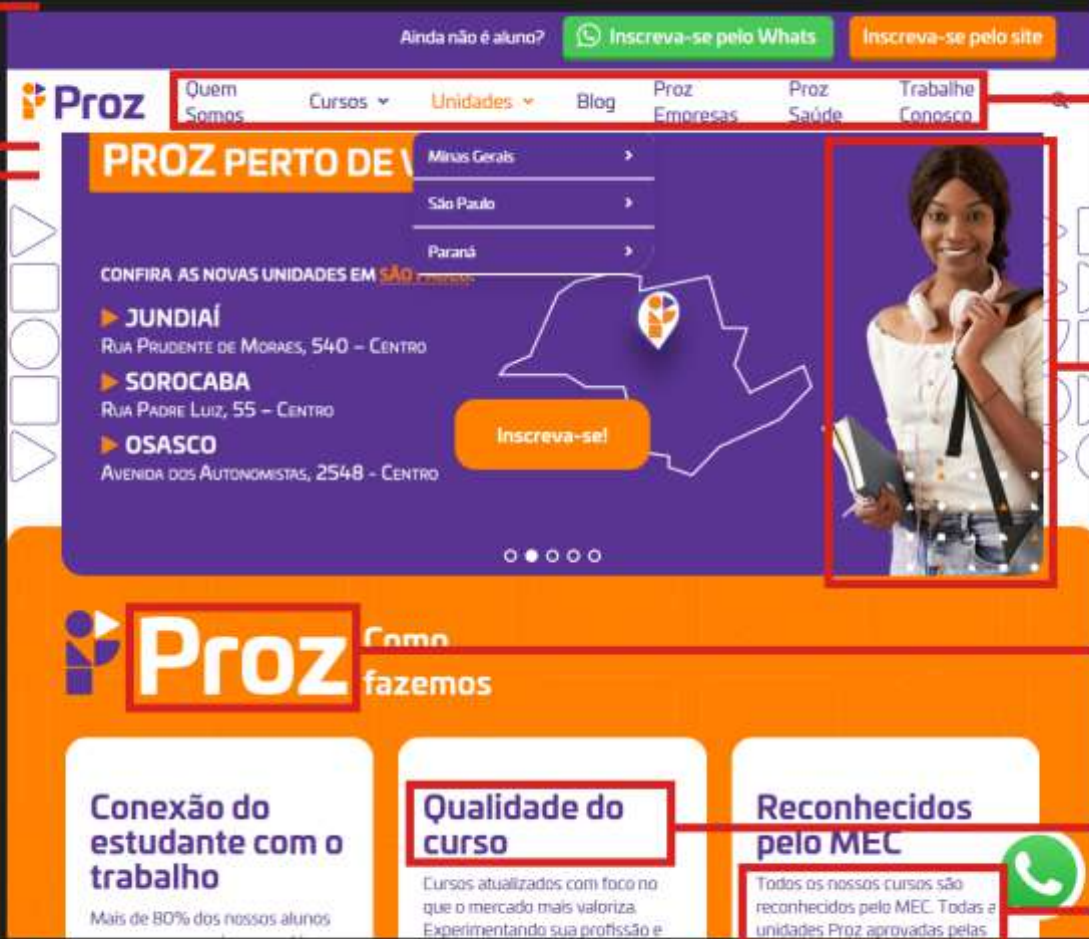 Ainda não é aluno?
Inscreva-se pelo Whats
Inscreva-se pelo site
Proz
Quem Somos
Cursos
Unidades
Blog
Proz Empresas
Proz Saúde
Trabalhe Conosco
PROZ PERTO DE
Minas Gerais
São Paulo
Paraná
CONFIRA AS NOVAS UNIDADES EM SÃO
JUNDIAÍ
RUA PRUDENTE DE MORAES, 540 – CENTRO
SOROCABA
RUA PADRE LUIZ, 55 – CENTRO
OSASCO
AVENIDA DOS AUTONOMISTAS, 2548 - CENTRO
Inscreva-se!
Proz
Como
fazemos
Conexão do
estudante com o
trabalho
Mais de 80% dos nossos alunos
Qualidade do
curso
Cursos atualizados com foco no
que o mercado mais valoriza.
Experimentando sua profissão e
Reconhecidos
pelo MEC
Todos os nossos cursos são
reconhecidos pelo MEC. Todas a
unidades Proz aprovadas pelas